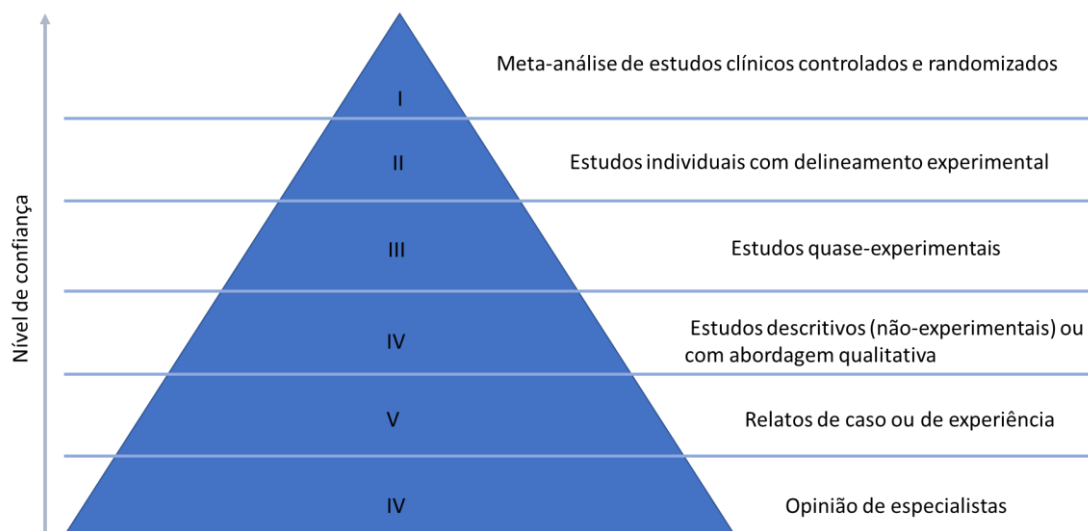 Nível de confiança
I
Meta-análise de estudos clínicos controlados e randomizados
II
Estudos individuais com delineamento experimental
III
Estudos quase-experimentais
IV
Estudos descritivos (não-experimentais) ou
com abordagem qualitativa
V
Relatos de caso ou de experiência
IV
Opinião de especialistas